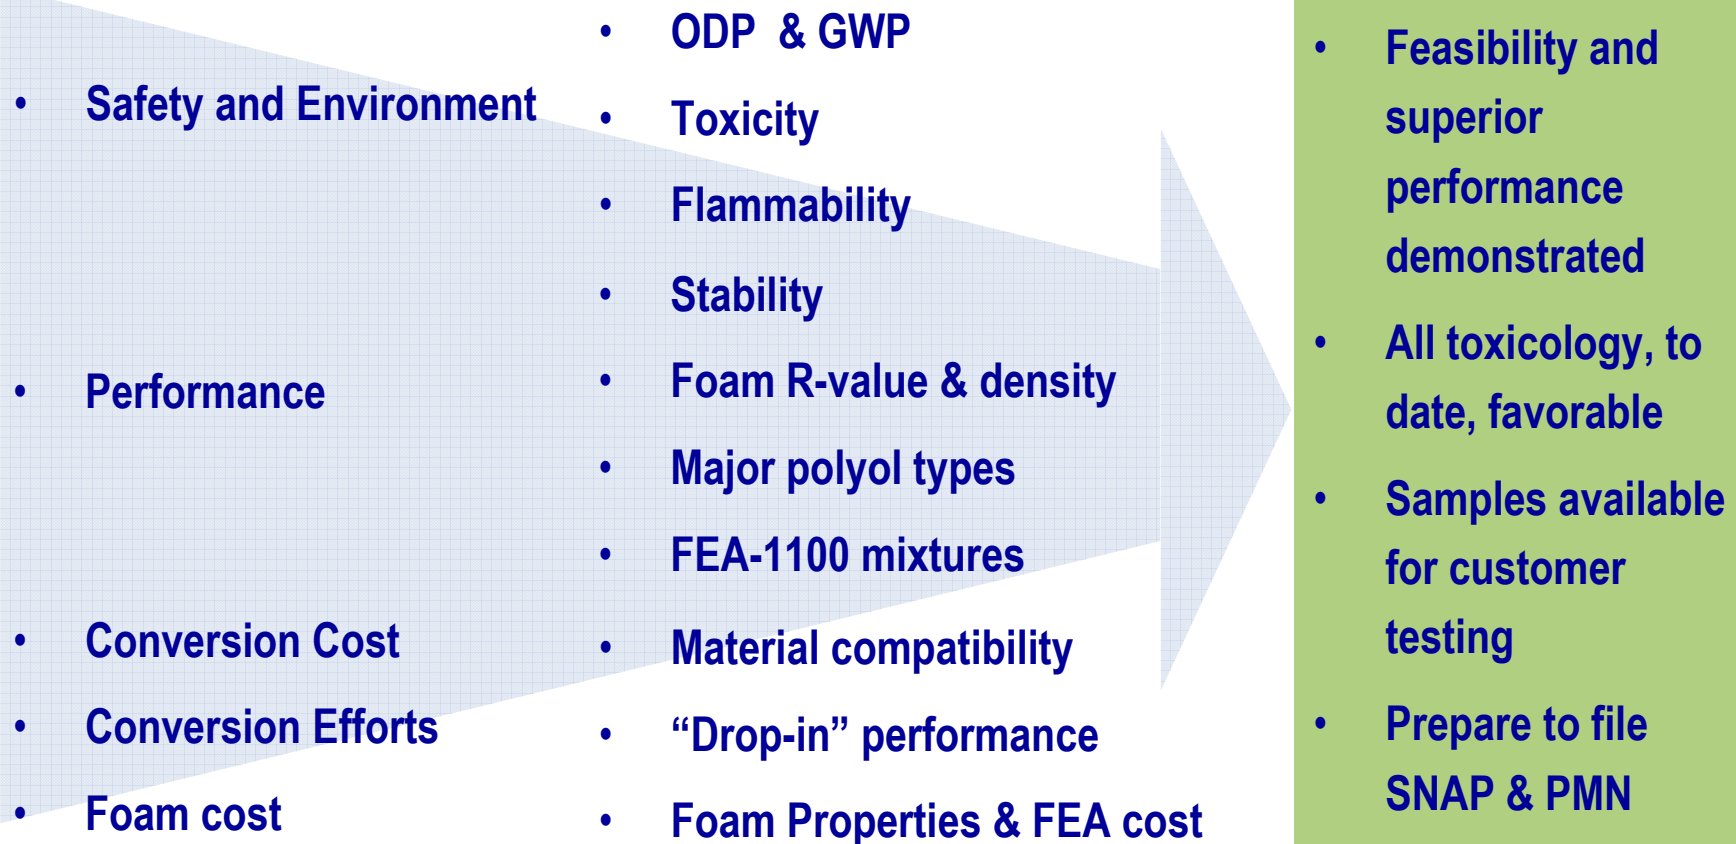 • Safety and Environment
• Performance
• Conversion Cost
• Conversion Efforts
• Foam cost
• ODP & GWP
• Toxicity
• Flammability
• Stability
• Foam R-value & density
• Major polyol types
• FEA-1100 mixtures
• Material compatibility
• “Drop-in” performance
• Foam Properties & FEA cost
• Feasibility and
superior
performance
demonstrated
• All toxicology, to
date, favorable
• Samples available
for customer
testing
• Prepare to file
SNAP & PMN